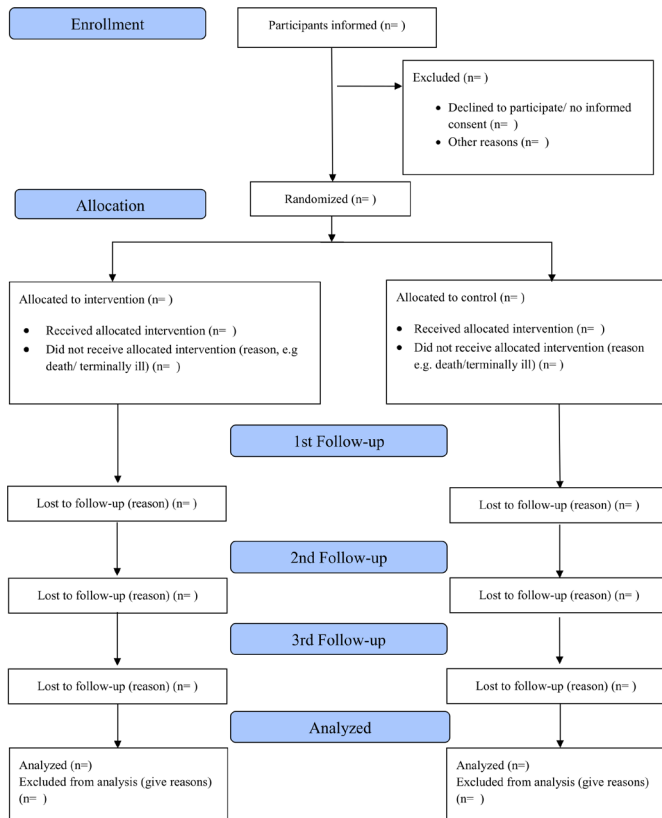 Enrollment
Participants informed (n= )
Excluded (n= )
• Declined to participate/ no informed
consent (n= )
• Other reasons (n= )
Allocation
Randomized (n= )
Allocated to intervention (n= )
• Received allocated intervention (n= )
• Did not receive allocated intervention (reason, e.g
death/ terminally ill) (n= )
Allocated to control (n= )
• Received allocated intervention (n= )
• Did not receive allocated intervention (reason
e.g. death/terminally ill) (n= )
1st Follow-up
Lost to follow-up (reason) (n= )
Lost to follow-up (reason) (n= )
2nd Follow-up
Lost to follow-up (reason) (n= )
Lost to follow-up (reason) (n= )
3rd Follow-up
Lost to follow-up (reason) (n= )
Lost to follow-up (reason) (n= )
Analyzed
Analyzed (n=)
Excluded from analysis (give reasons)
(n= )
Analyzed (n=)
Excluded from analysis (give reasons)
(n= )